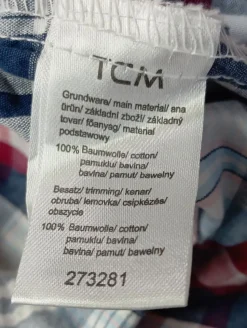 TCM
Grundware/ main material/ ana
ürün/ základní zboží/ základný
tovar/ főanyag/ materiał
podstawowy
100% Baumwolle/ cotton/
pamuklu/ bavlna/
bavlna/ pamut/ bawełny
Besatz/ trimming/ kenar/
obruba/ lemovka/ csipkézés/
obszycie
100% Baumwolle/ cotton/
pamuklu/ bavlna/
bavlna/ pamut/ bawełny
273281